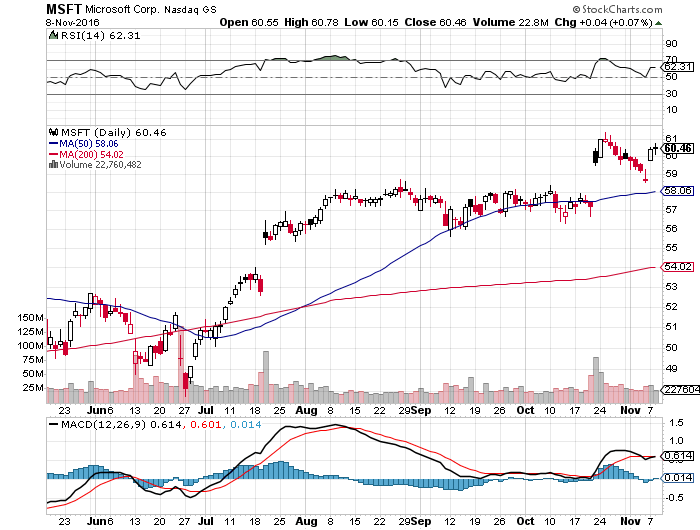 MSFT Microsoft Corp. Nasdaq GS © StockCharts.com
8-Nov-2016 Open 60.55 High 60.78 Low 60.15 Close 60.46 Volume 22.8M Chg +0.04 (+0.07%)
RSI(14) 62.31
90
70
62.31
50
30
10
MSFT (Daily) 60.46
MA(50) 58.06
MA(200) 54.02
Volume 22,760,482
61
60.46
59
58.06
57
56
55
54.02
53
52
51
50
49
150M
125M
100M
75M
50M
25M
227604
23 Jun 6 13 20 27 Jul 11 18 25 Aug 8 15 22 29 Sep 12 19 26 Oct 10 17 24 Nov 7
MACD(12,26,9) 0.614, 0.601, 0.014
1.5
1.0
0.614
0.5
0.014
23 Jun 6 13 20 27 Jul 11 18 25 Aug 8 15 22 29 Sep 12 19 26 Oct 10 17 24 Nov 7